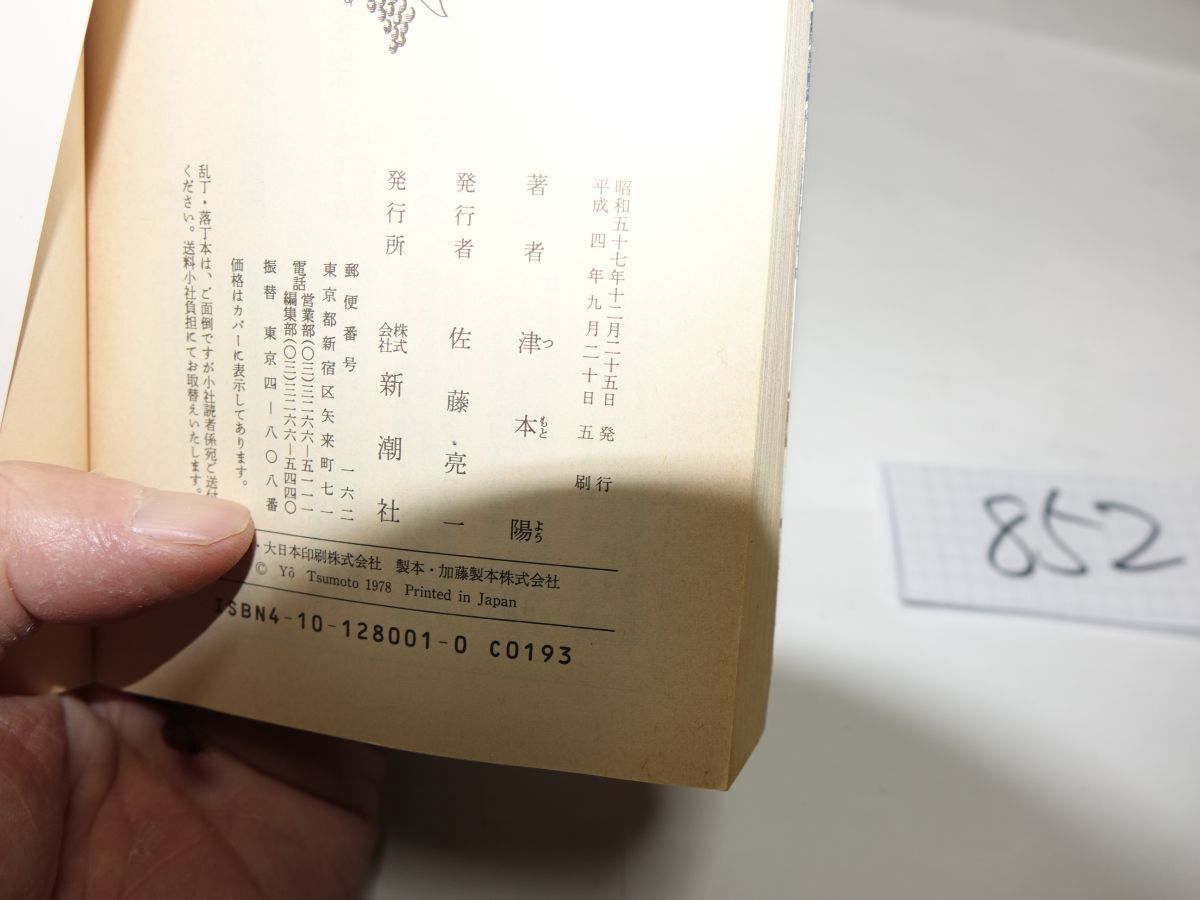 昭和五十七年十二月二十五日 発行
平成四年九月二十日 五刷
著者 津本陽
つもとよう
発行者 佐藤亮一
発行所 株式会社 新潮社
郵便番号 一六二
東京都新宿区矢来町七一
電話 営業部(〇三)三二六六―五一一一
編集部(〇三)三二六六―五四四〇
振替 東京四―八〇八番
価格はカバーに表示してあります。
乱丁・落丁本は、ご面倒ですが小社読者係宛ご送付
ください。送料小社負担にてお取替えいたします。
・大日本印刷株式会社 製本・加藤製本株式会社
© Yô Tsumoto 1978 Printed in Japan
ISBN4-10-128001-0 C0193
852